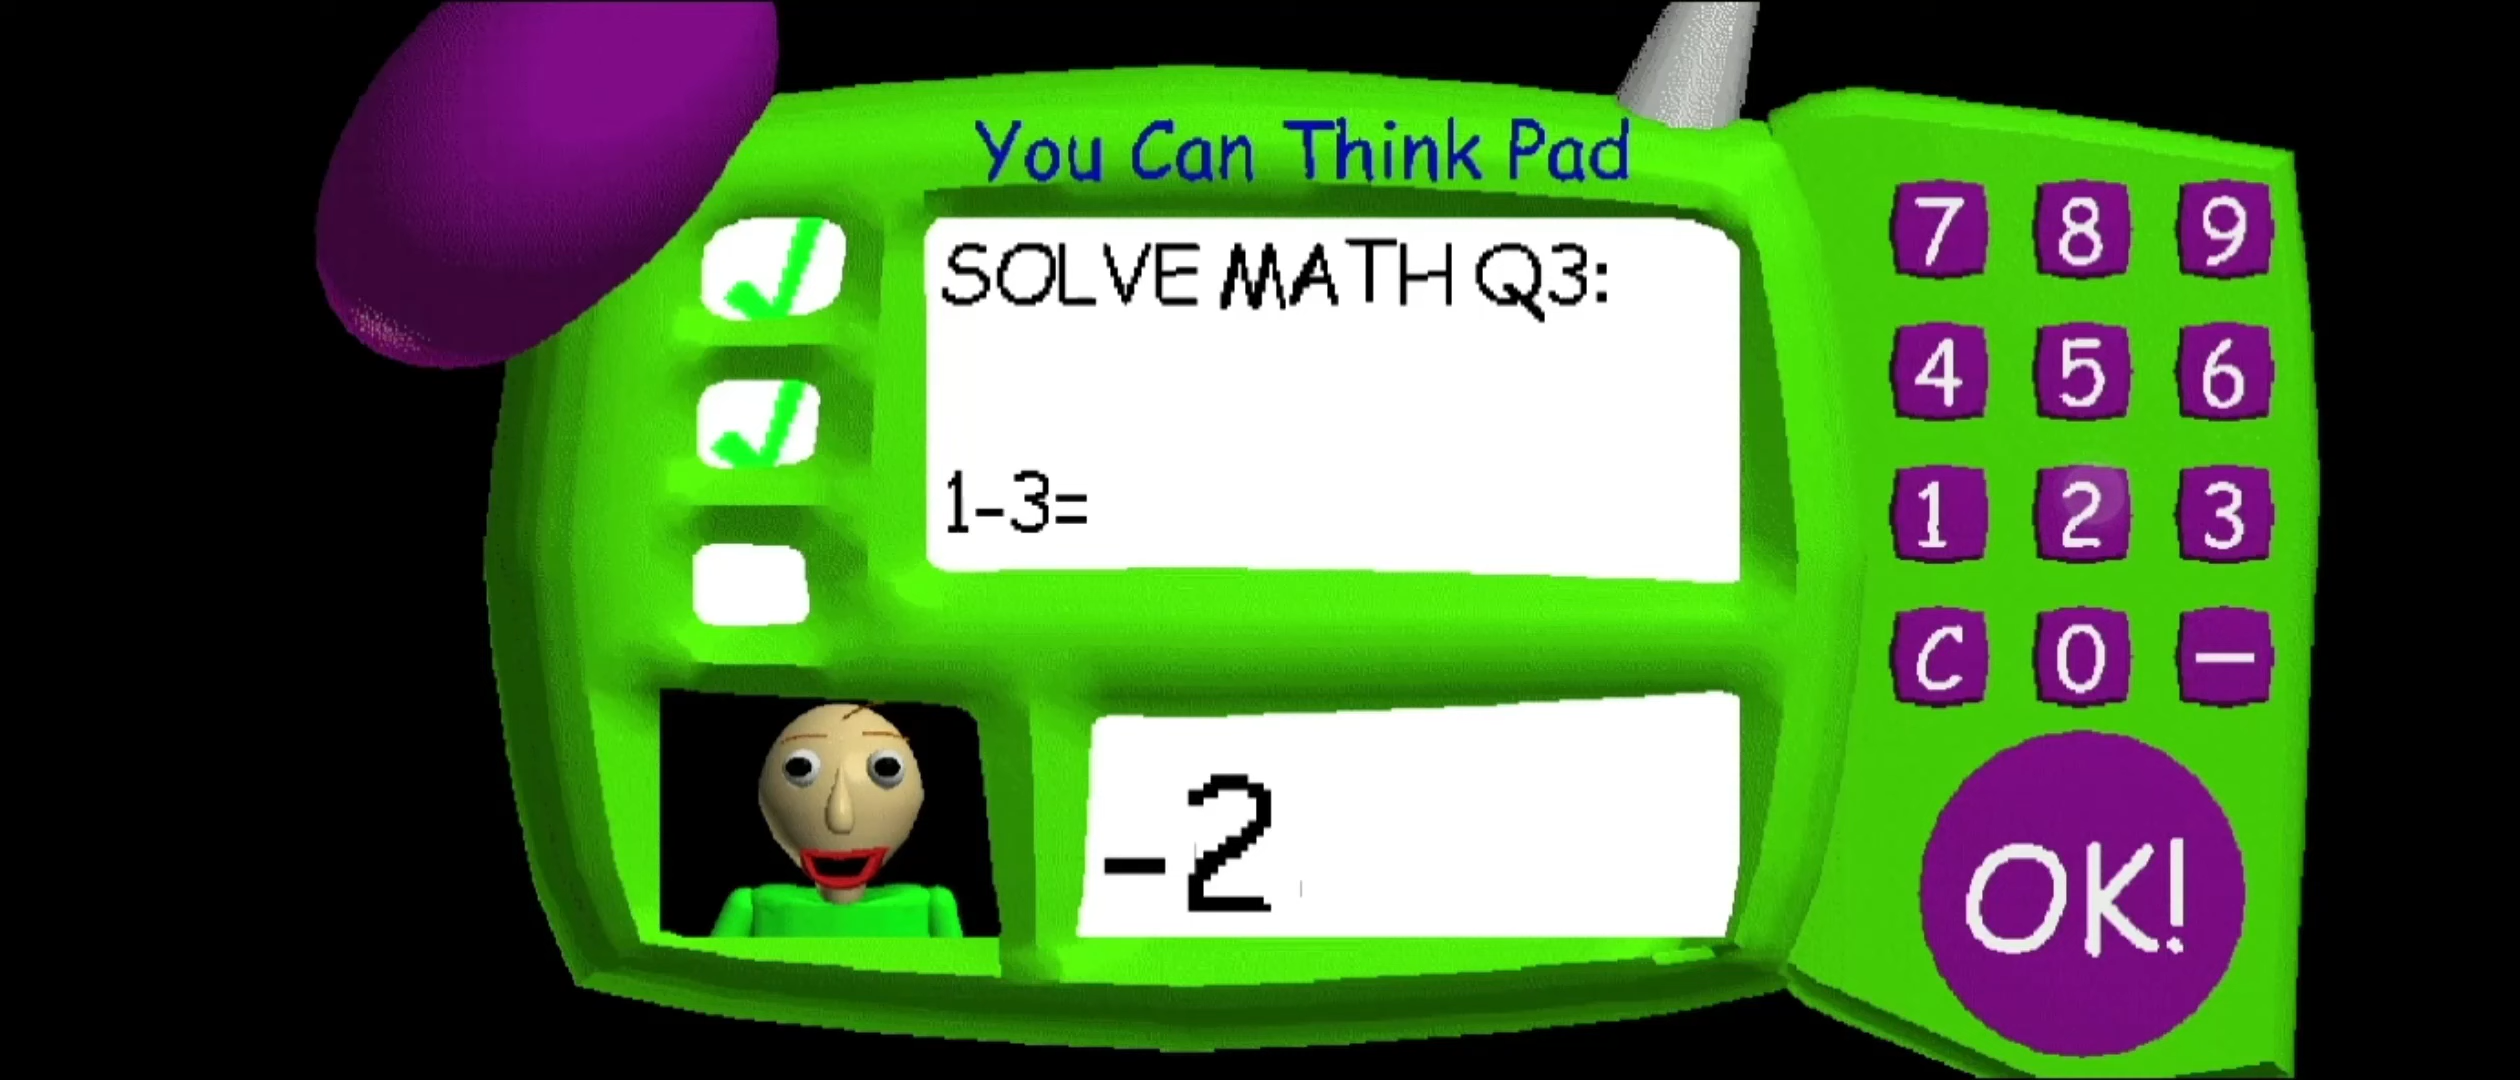 You Can Think Pad
SOLVE MATH Q3:
1-3=
-2
7 8 9
4 5 6
1 2 3
C 0 -
OK!